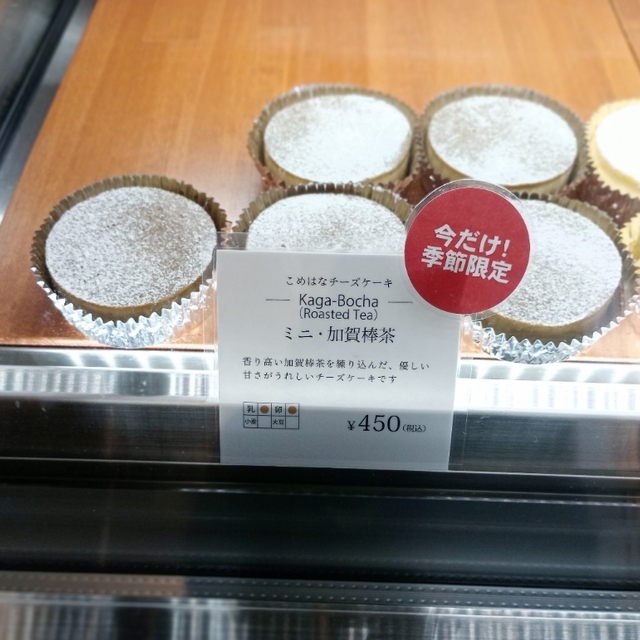 今だけ!
季節限定
こめはなチーズケーキ
Kaga-Bocha
(Roasted Tea)
ミニ・加賀棒茶
香り高い加賀棒茶を練り込んだ、優しい
甘さがうれしいチーズケーキです
乳 卵
小麦 大豆
¥450(税込)